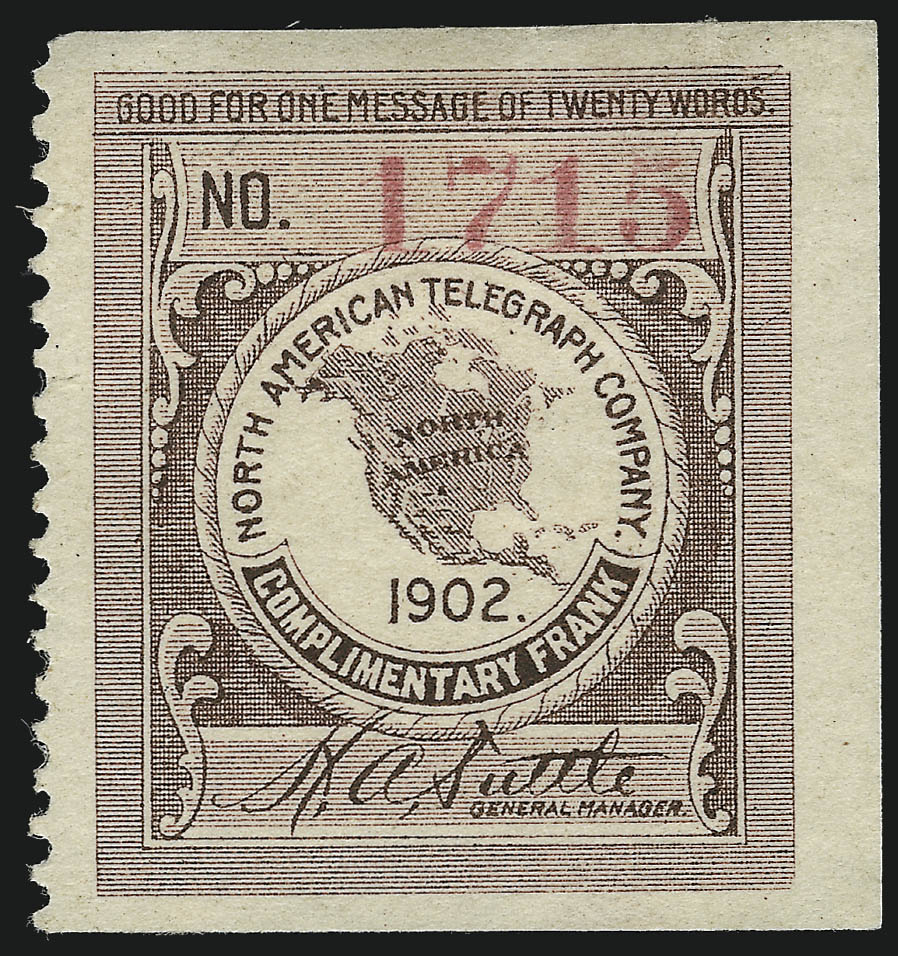 GOOD FOR ONE MESSAGE OF TWENTY WORDS.
NO. 1715
NORTH AMERICAN TELEGRAPH COMPANY.
NORTH
AMERICA
1902.
COMPLIMENTARY FRANK
H. A. Tuttle
GENERAL MANAGER.